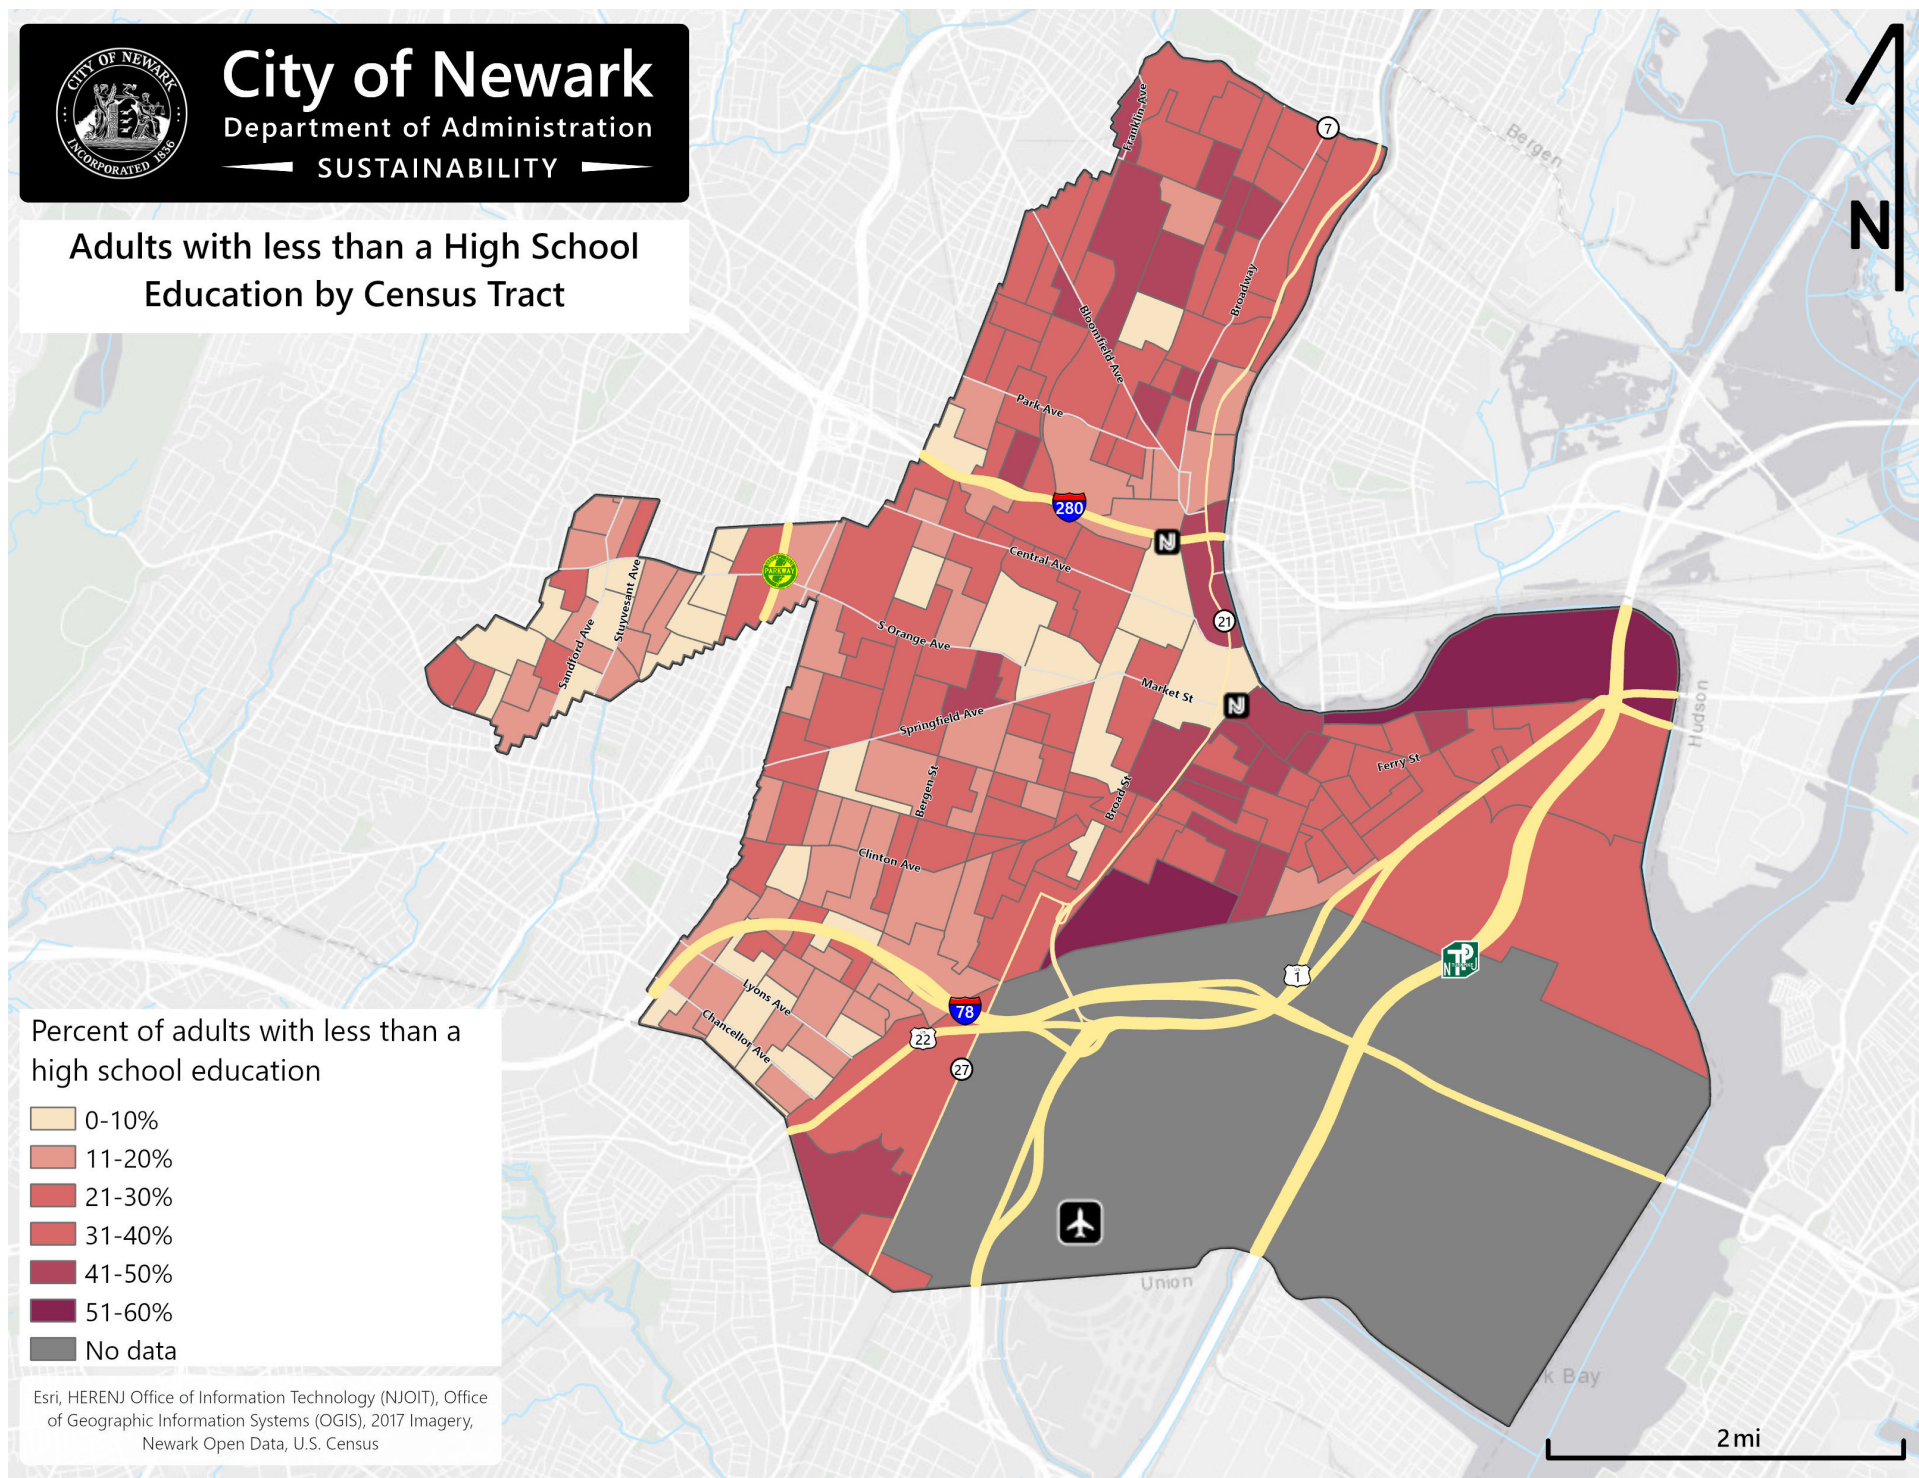 CITY OF NEWARK
INCORPORATED 1836
City of Newark
Department of Administration
SUSTAINABILITY
Adults with less than a High School
Education by Census Tract
N
Bergen
7
Franklin Ave
Broadway
Bloomfield Ave
Park Ave
280
Central Ave
PARKWAY
Stuyvesant Ave
Sandford Ave
S Orange Ave
21
Market St
Springfield Ave
Hudson
Ferry St
Bergen St
Broad St
Clinton Ave
NTP
1
Lyons Ave
78
Chancellor Ave
22
27
Union
k Bay
Percent of adults with less than a
high school education
0-10%
11-20%
21-30%
31-40%
41-50%
51-60%
No data
Esri, HERENJ Office of Information Technology (NJOIT), Office
of Geographic Information Systems (OGIS), 2017 Imagery,
Newark Open Data, U.S. Census
2 mi